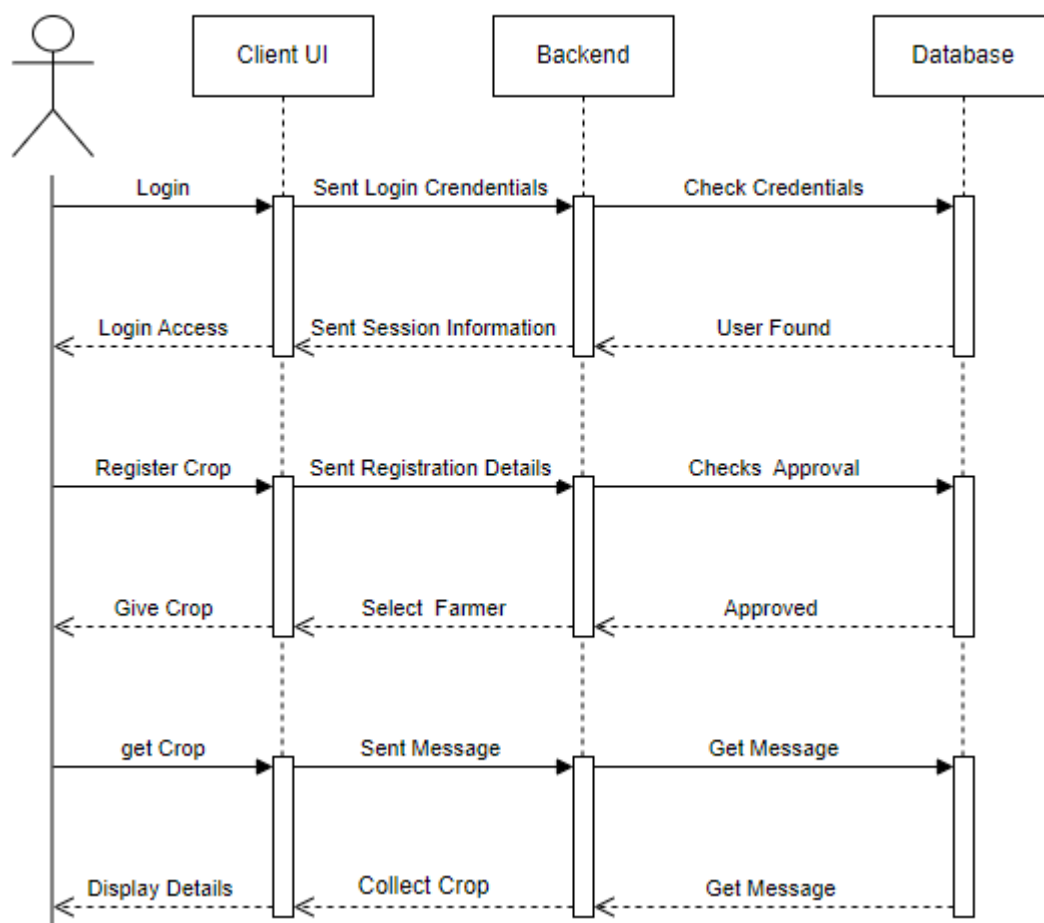 Client UI
Backend
Database
Login
Sent Login Crendentials
Check Credentials
Login Access
Sent Session Information
User Found
Register Crop
Sent Registration Details
Checks Approval
Give Crop
Select Farmer
Approved
get Crop
Sent Message
Get Message
Display Details
Collect Crop
Get Message